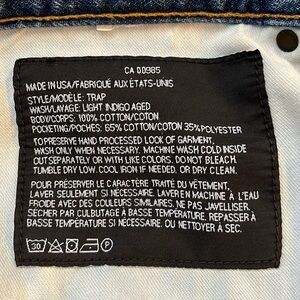 CA 00985
MADE IN USA/FABRIQUÉ AUX ÉTATS-UNIS
STYLE/MODÈLE: TRAP
WASH/LAVAGE: LIGHT INDIGO AGED
BODY/CORPS: 100% COTTON/COTON
POCKETING/POCHES: 65% COTTON/COTON 35% POLYESTER
TO PRESERVE HAND PROCESSED LOOK OF GARMENT,
WASH ONLY WHEN NECESSARY. MACHINE WASH COLD INSIDE
OUT SEPARATELY OR WITH LIKE COLORS. DO NOT BLEACH.
TUMBLE DRY LOW. COOL IRON IF NEEDED, OR DRY CLEAN.
POUR PRÉSERVER LE CARACTÈRE TRAITÉ DU VÊTEMENT,
LAVER SEULEMENT SI NÉCESSAIRE. LAVER EN MACHINE À L'EAU
FROIDE AVEC DES COULEURS SIMILAIRES. NE PAS JAVELLISER.
SÉCHER PAR CULBUTAGE À BASSE TEMPÉRATURE. REPASSER À
BASSE TEMPÉRATURE SI NÉCESSAIRE. OU NETTOYER À SEC.
30